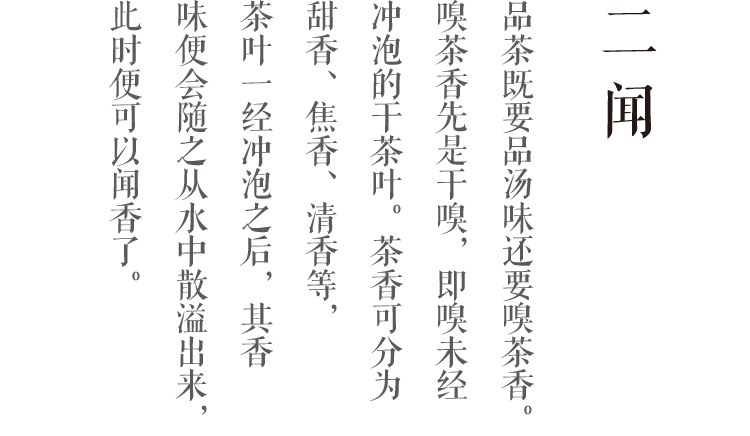 二闻
品茶既要品汤味还要嗅茶香。
嗅茶香先是干嗅，即嗅未经
冲泡的干茶叶。茶香可分为
甜香、焦香、清香等，
茶叶一经冲泡之后，其香
味便会随之从水中散溢出来，
此时便可以闻香了。